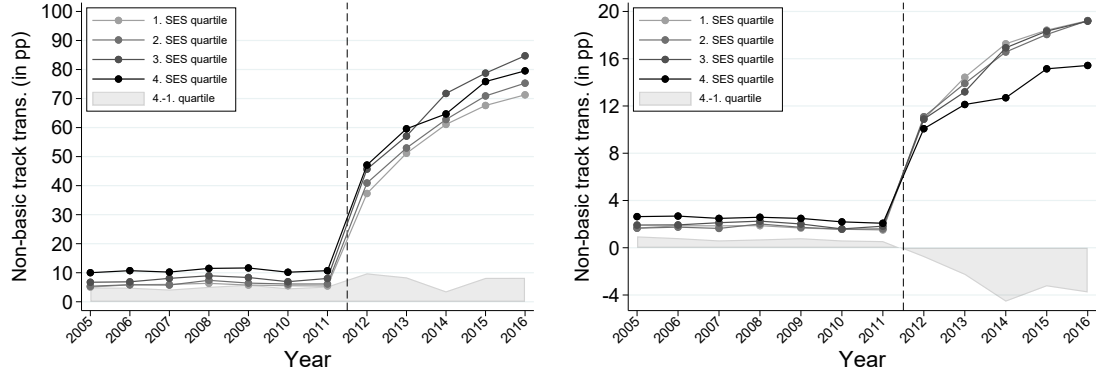 Non-basic track trans. (in pp)
100
90
80
70
60
50
40
30
20
10
0
1. SES quartile
2. SES quartile
3. SES quartile
4. SES quartile
4.-1. quartile
2005 2006 2007 2008 2009 2010 2011 2012 2013 2014 2015 2016
Year
Non-back track trans. (in pp)
20
16
12
8
4
0
-4
1. SES quartile
2. SES quartile
3. SES quartile
4. SES quartile
4.-1. quartile
2005 2006 2007 2008 2009 2010 2011 2012 2013 2014 2015 2016
Year